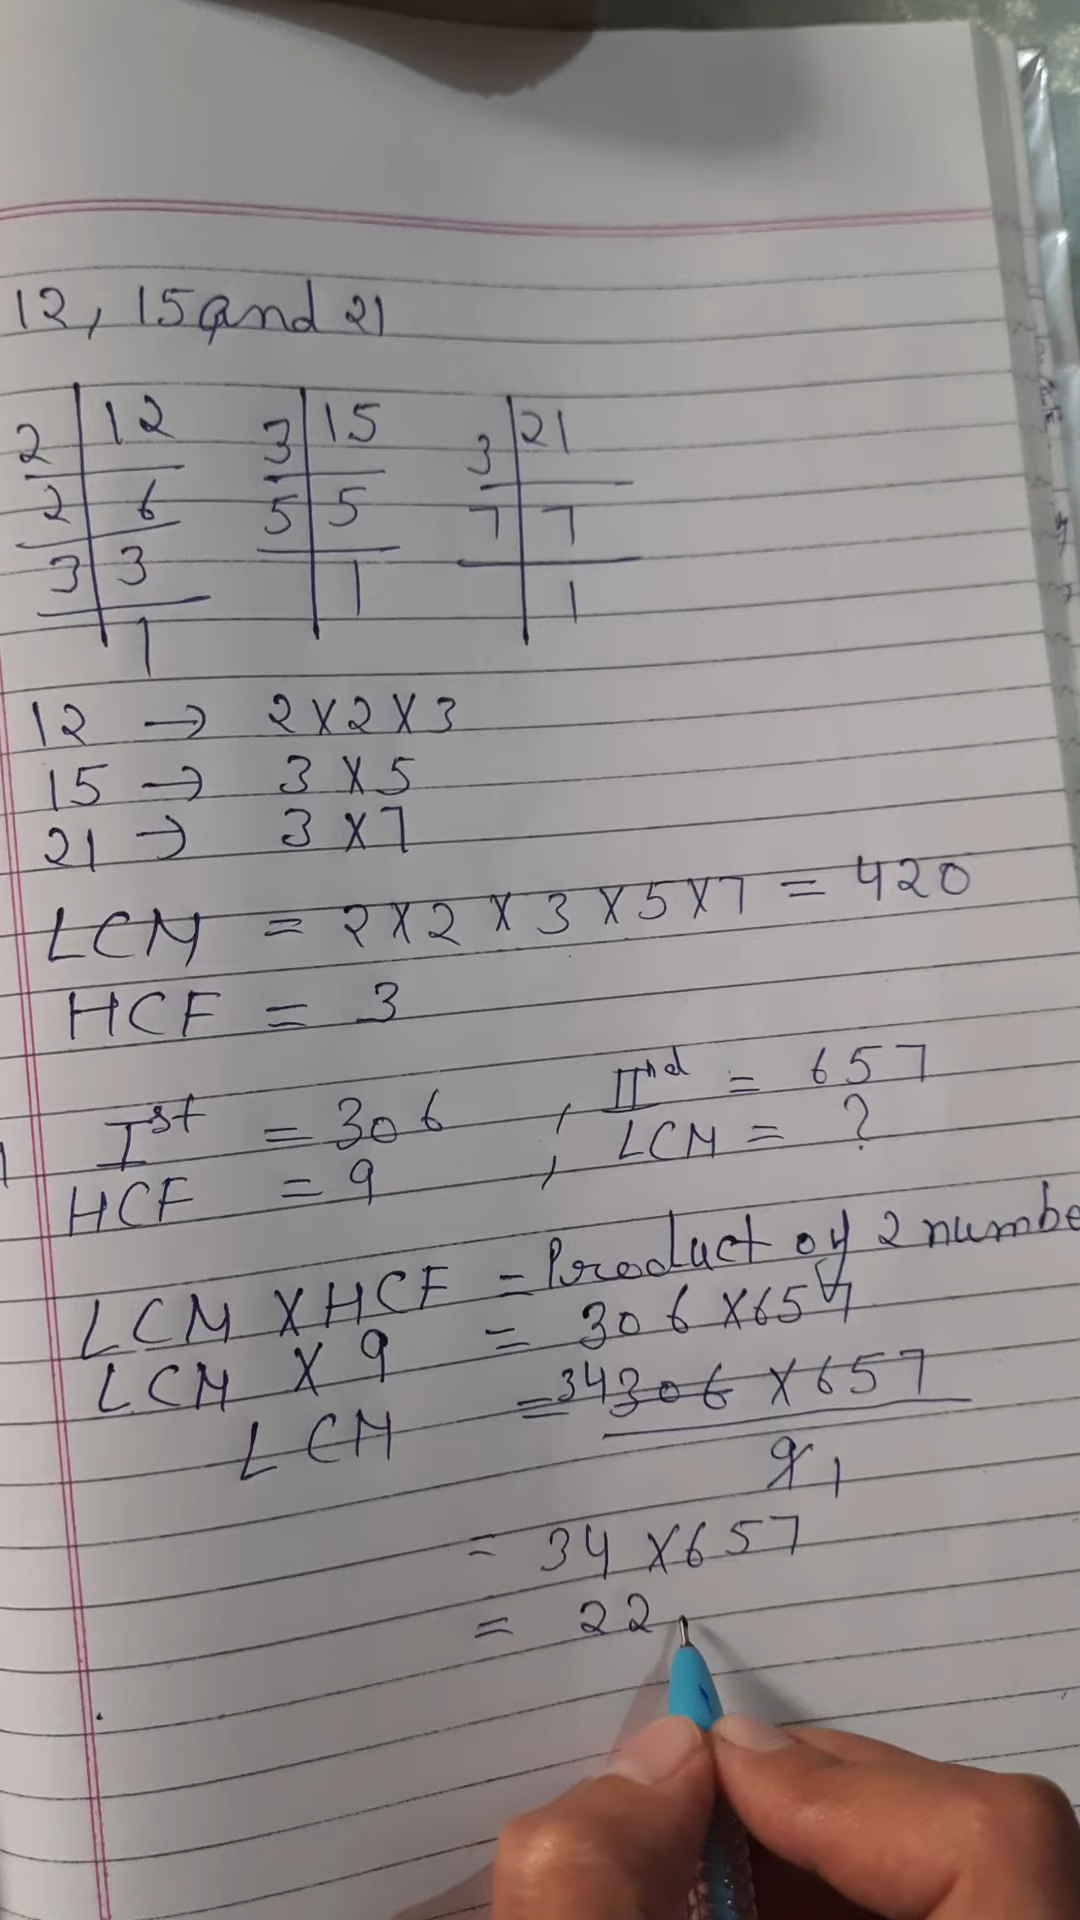 12, 15 and 21
2 | 12   3 | 15   3 | 21
2 | 6   5 | 5   7 | 7
3 | 3   | 1   | 1
| 1
12 → 2 X 2 X 3
15 → 3 X 5
21 → 3 X 7
LCM = 2 X 2 X 3 X 5 X 7 = 420
HCF = 3
Ist = 306 , IInd = 657
HCF = 9 , LCM = ?
LCM X HCF = Product of 2 numbe
LCM X 9 = 306 X 657
LCM = 34 306 X 657
9 1
= 34 X 657
= 22